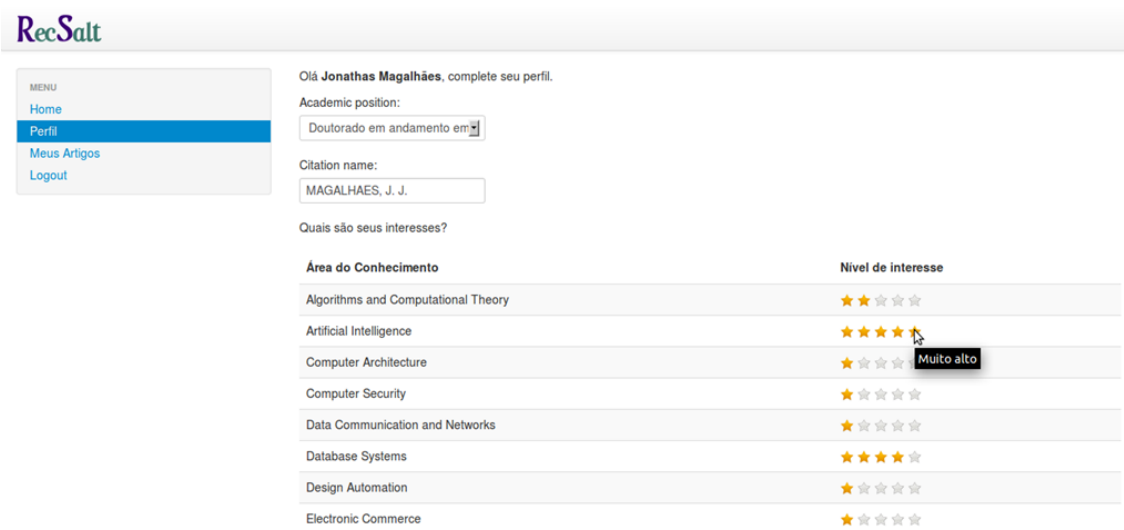 RecSalt
MENU
Home
Perfil
Meus Artigos
Logout
Olá Jonathas Magalhães, complete seu perfil.
Academic position:
Doutorado em andamento em
Citation name:
MAGALHAES, J. J.
Quais são seus interesses?
Área do Conhecimento Nível de interesse
Algorithms and Computational Theory
Artificial Intelligence
Muito alto
Computer Architecture
Computer Security
Data Communication and Networks
Database Systems
Design Automation
Electronic Commerce